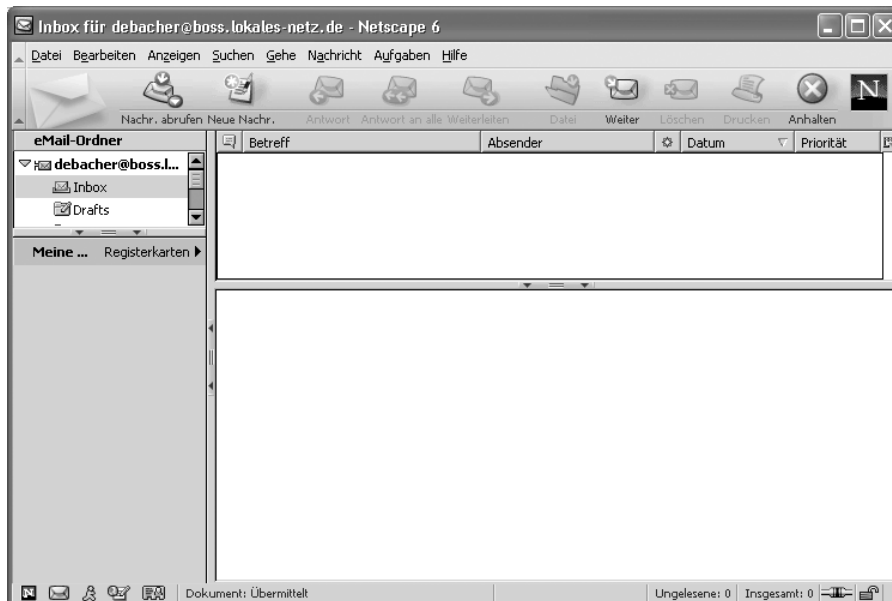 Inbox für debacher@boss.lokales-netz.de - Netscape 6
Datei Bearbeiten Anzeigen Suchen Gehe Nachricht Aufgaben Hilfe
Nachr. abrufen Neue Nachr. Antwort Antwort an alle Weiterleiten Datei Weiter Löschen Drucken Anhalten
N
eMail-Ordner
Betreff Absender Datum Priorität
debacher@boss.l...
Inbox
Drafts
Meine ... Registerkarten
N
Dokument: Übermittelt
Ungelesene: 0 Insgesamt: 0